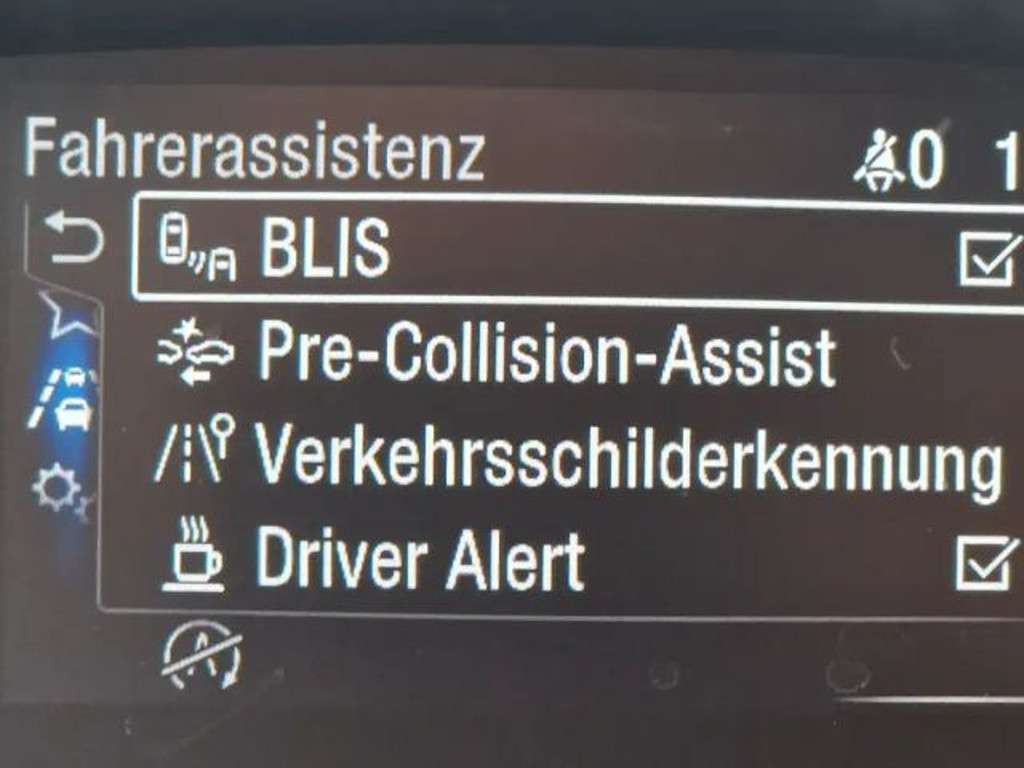 Fahrerassistenz 0 1
BLIS
Pre-Collision-Assist
Verkehrsschilderkennung
Driver Alert